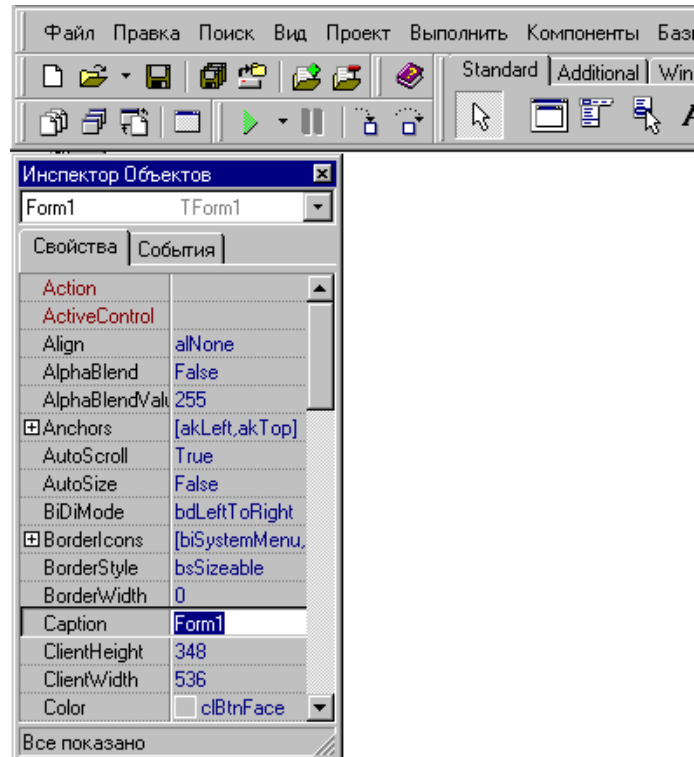 Файл Правка Поиск Вид Проект Выполнить Компоненты Базы
Standard Additional Win
Инспектор Объектов
Form1 TForm1
Свойства События
Action
ActiveControl
Align alNone
AlphaBlend False
AlphaBlendValu 255
Anchors [akLeft,akTop]
AutoScroll True
AutoSize False
BiDiMode bdLeftToRight
BorderIcons [biSystemMenu,
BorderStyle bsSizeable
BorderWidth 0
Caption Form1
ClientHeight 348
ClientWidth 536
Color clBtnFace
Все показано